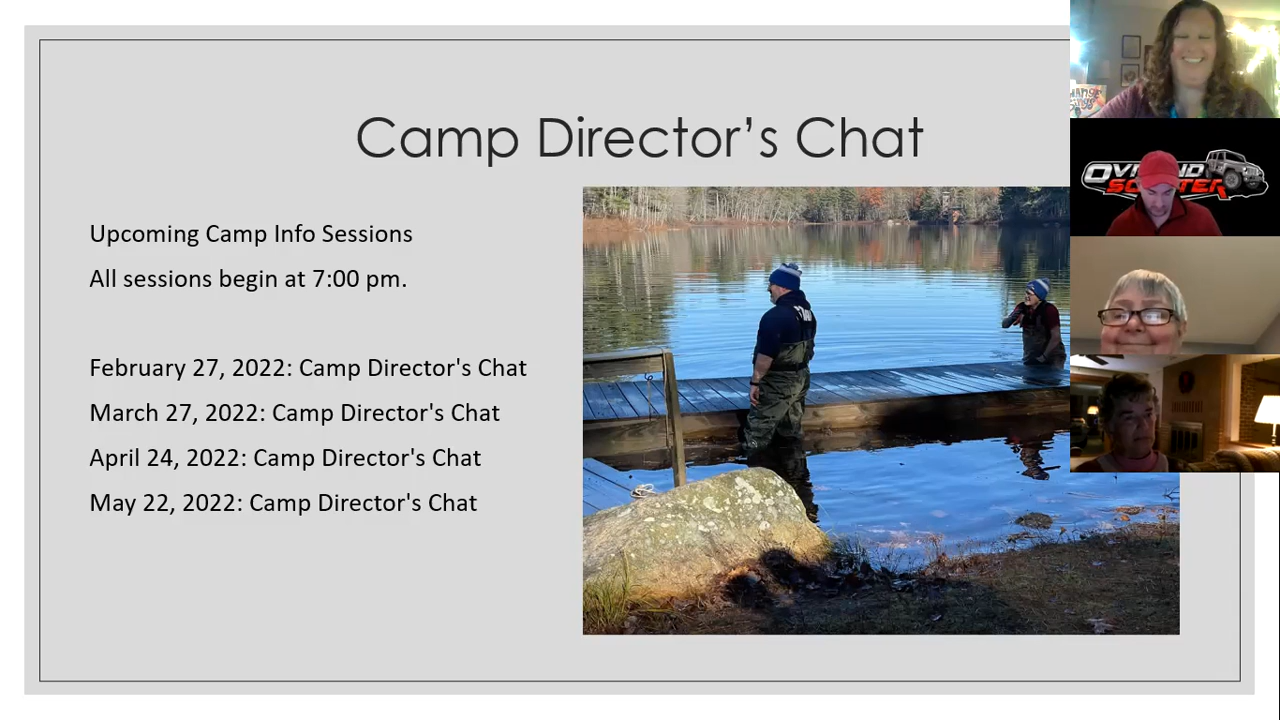 Camp Director’s Chat
Upcoming Camp Info Sessions
All sessions begin at 7:00 pm.
February 27, 2022: Camp Director's Chat
March 27, 2022: Camp Director's Chat
April 24, 2022: Camp Director's Chat
May 22, 2022: Camp Director's Chat